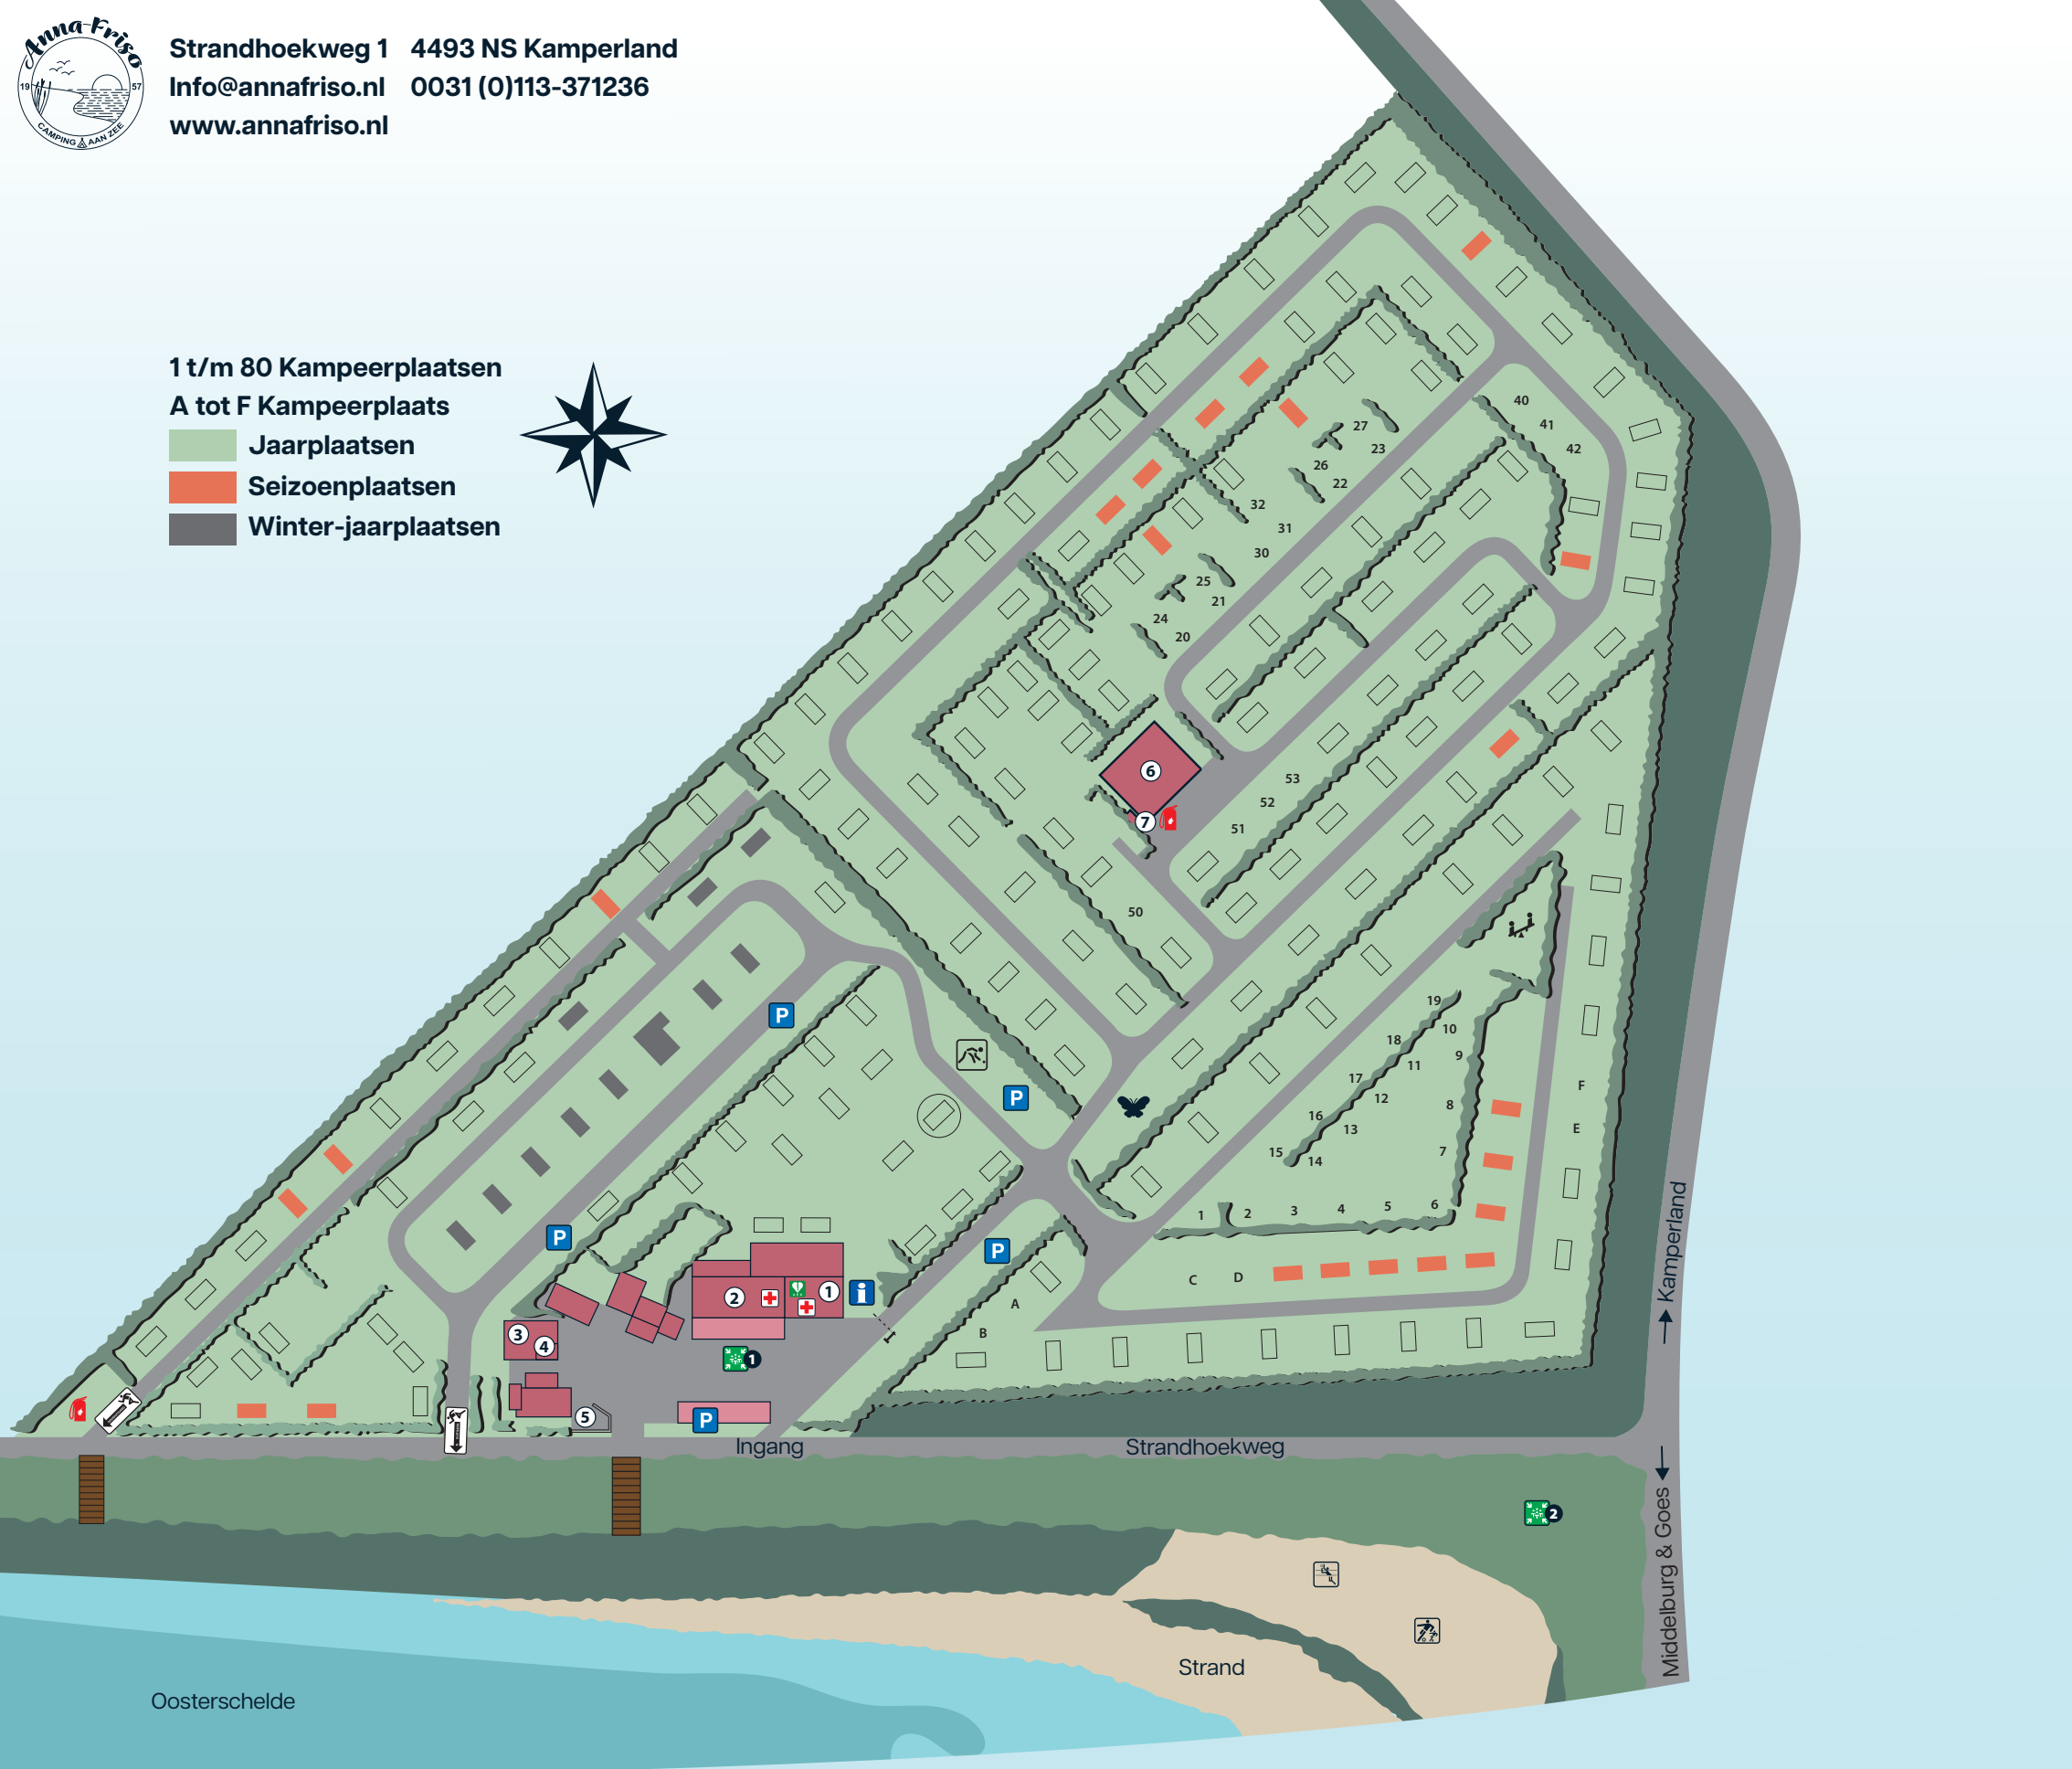 Anna Friso
19 57
CAMPING AAN ZEE
Strandhoekweg 1 4493 NS Kamperland
Info@annafriso.nl 0031 (0)113-371236
www.annafriso.nl
1 t/m 80 Kampeerplaatsen
A tot F Kampeerplaats
Jaarplaatsen
Seizoenplaatsen
Winter-jaarplaatsen
40
41
42
27
23
26
22
32
31
30
25
21
24
20
6
7
53
52
51
50
P
19
18
10
9
17
11
16
12
8
13
15
14
7
F
E
P
P
P
1
2
3
4
5
6
C
D
A
B
2
1
i
3
4
1
5
P
Ingang
Strandhoekweg
Kamperland
Middelburg & Goes
2
Strand
Oosterschelde